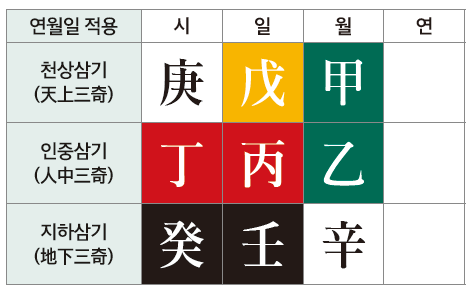 연월일 적용 시 일 월 연
천상삼기
(天上三奇) 庚 戊 甲
인중삼기
(人中三奇) 丁 丙 乙
지하삼기
(地下三奇) 癸 壬 辛